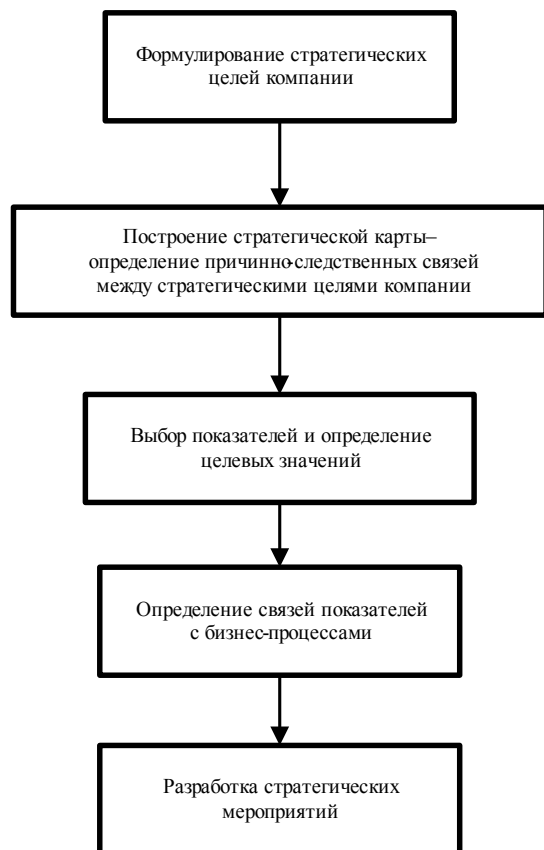 Формулирование стратегических
целей компании
Построение стратегической карты–
определение причинно-следственных связей
между стратегическими целями компании
Выбор показателей и определение
целевых значений
Определение связей показателей
с бизнес-процессами
Разработка стратегических
мероприятий